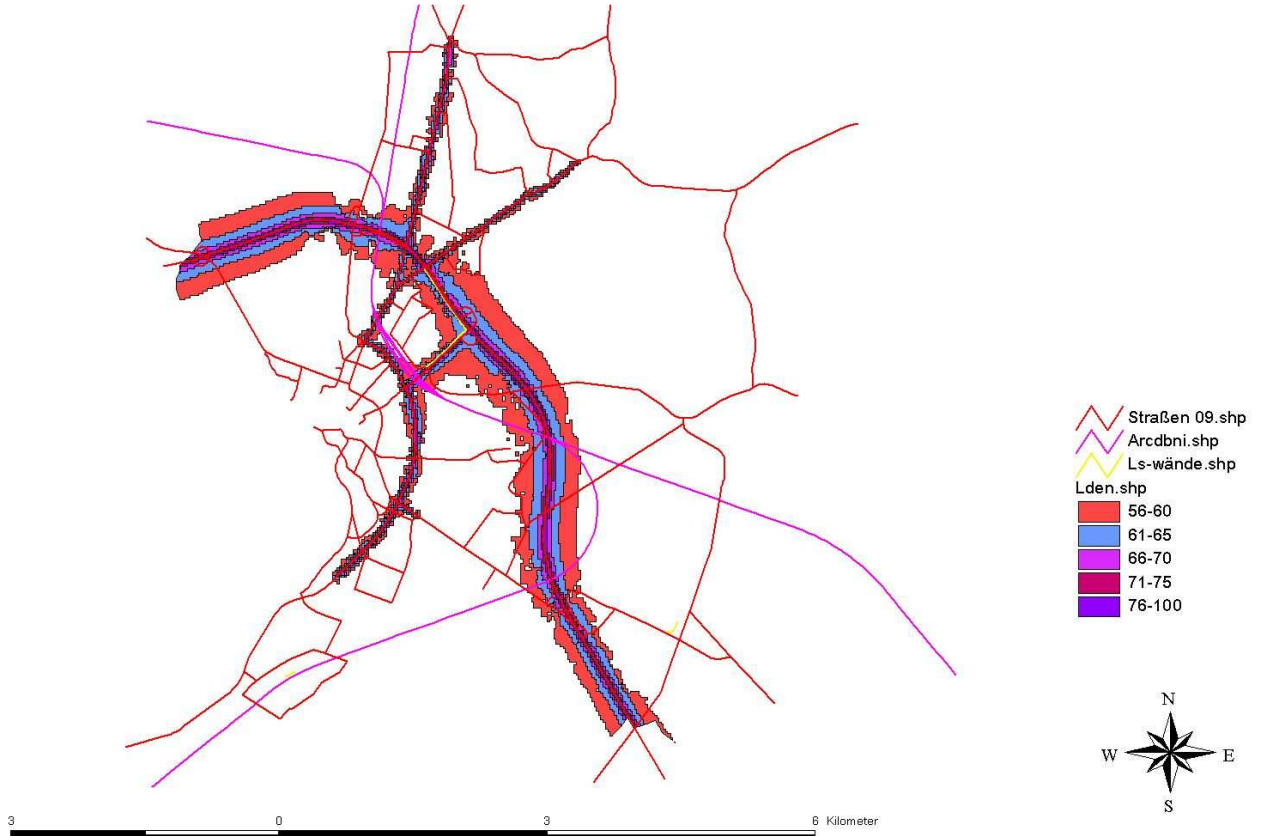 Straßen 09.shp
Arcdbni.shp
Ls-wände.shp
Lden.shp
56-60
61-65
66-70
71-75
76-100
N
W E
S
3 0 3 6 Kilometer